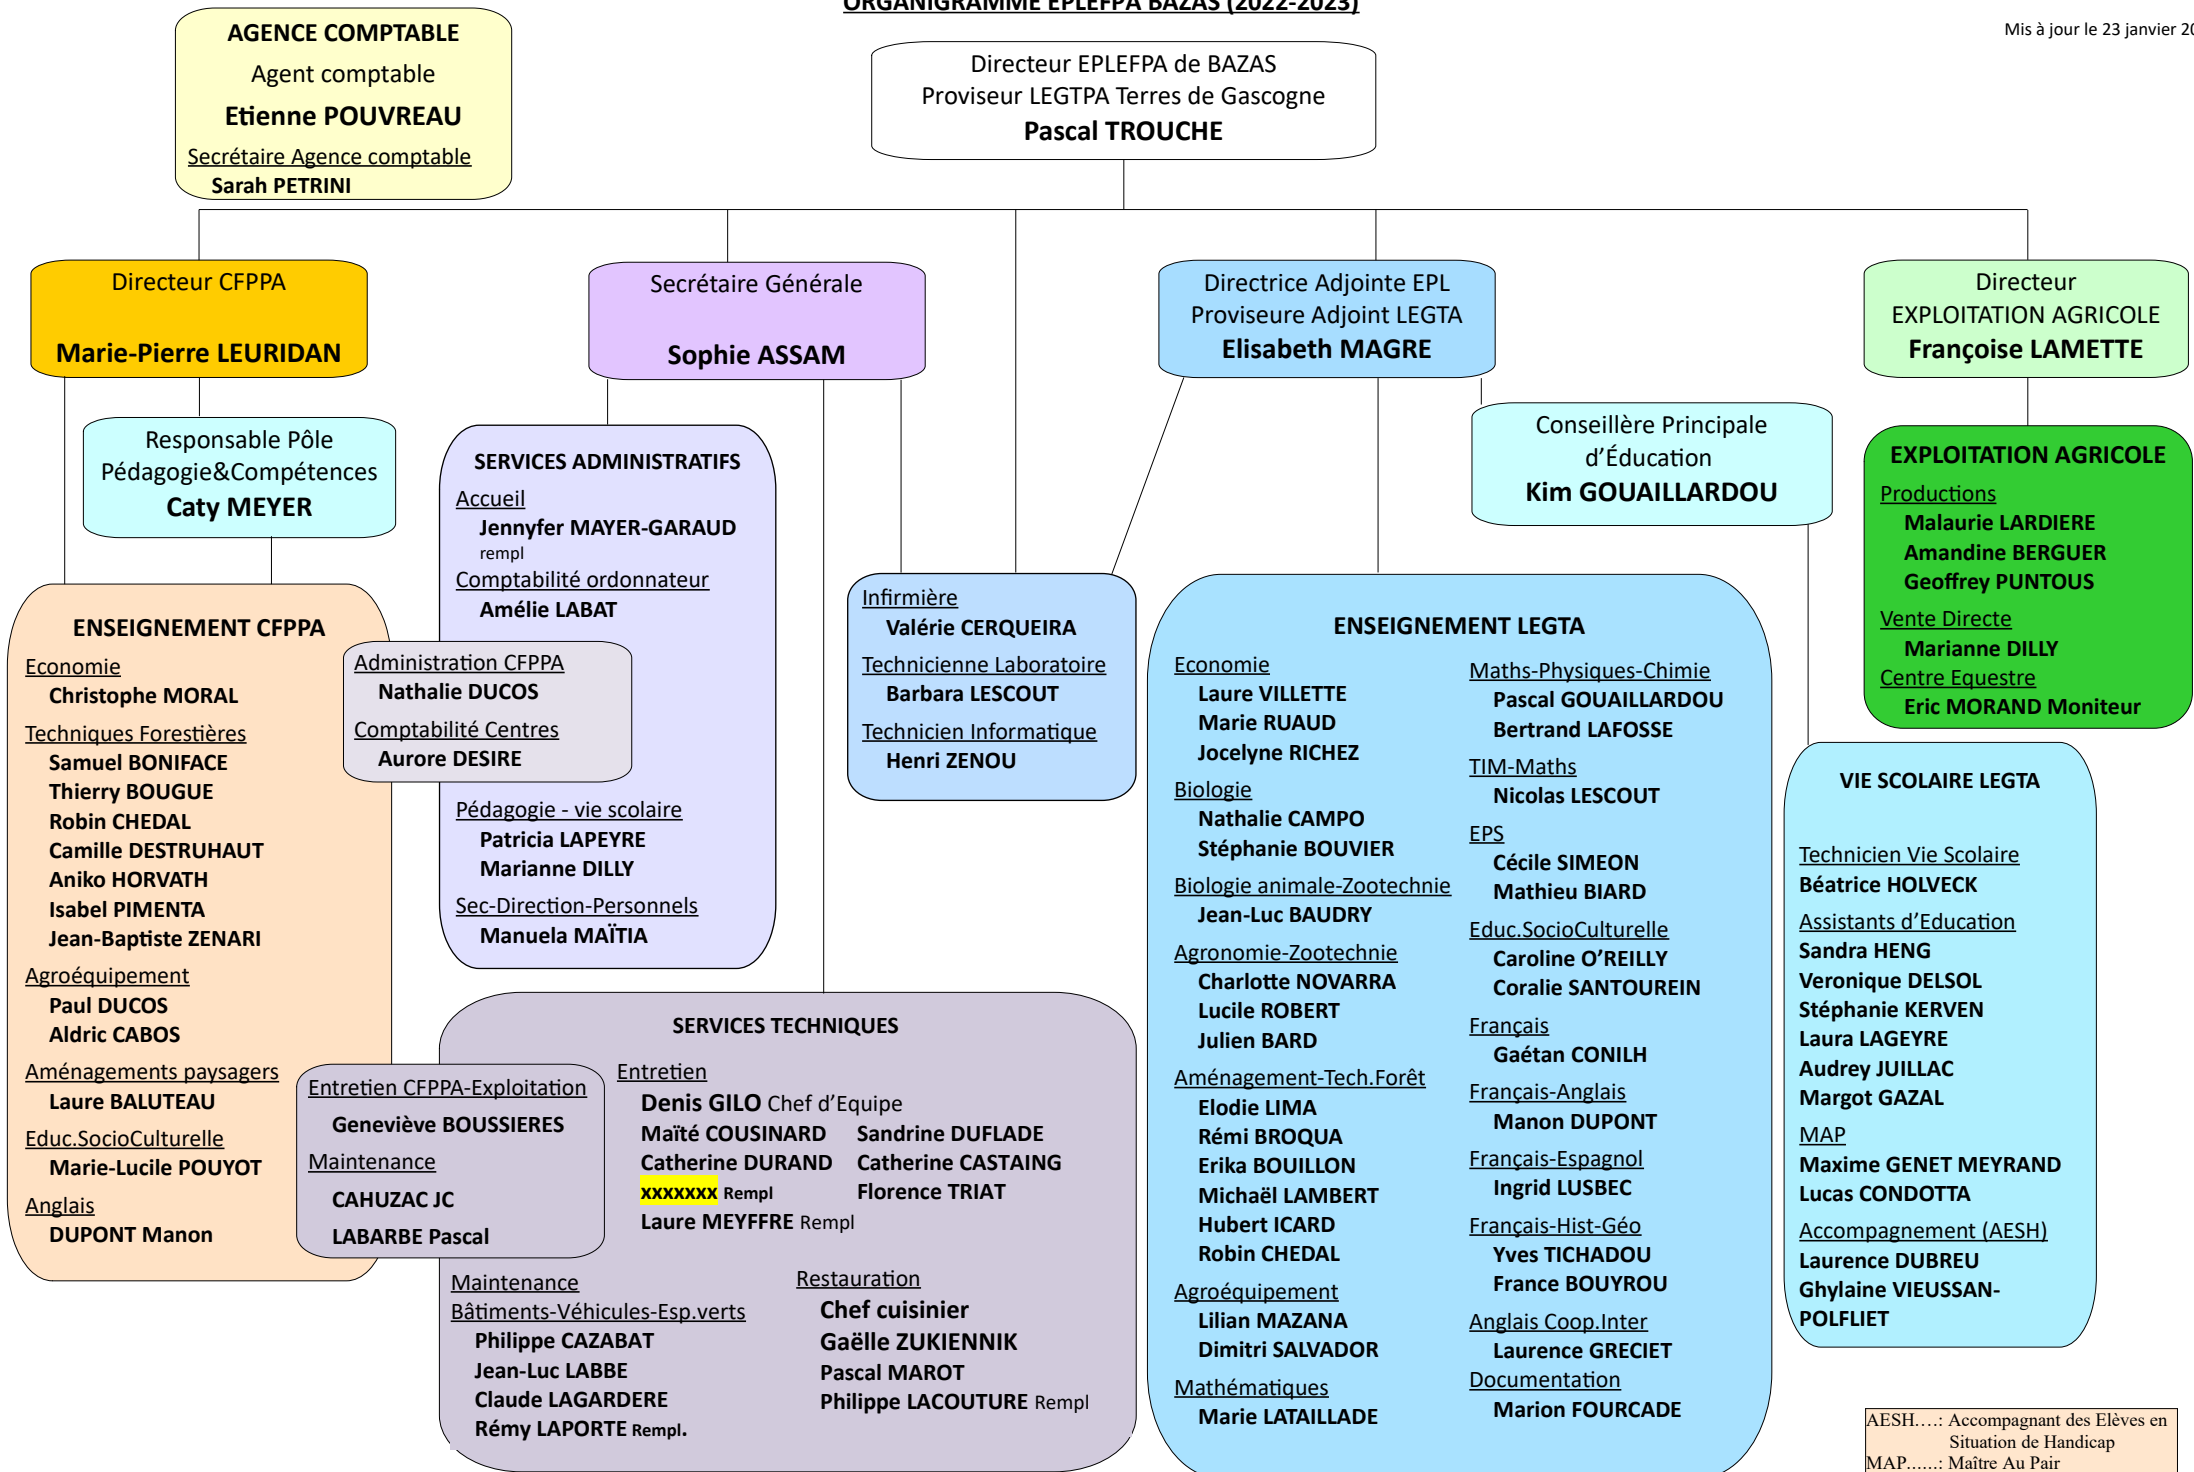 ORGANIGRAMME EPLEFPA BAZAS (2022-2023)
Mis à jour le 23 janvier
AGENCE COMPTABLE
Agent comptable
Etienne POUVREAU
Secrétaire Agence comptable
Sarah PETRINI
Directeur EPLEFPA de BAZAS
Proviseur LEGTPA Terres de Gascogne
Pascal TROUCHE
Directeur CFPPA
Marie-Pierre LEURIDAN
Secrétaire Générale
Sophie ASSAM
Directrice Adjointe EPL
Proviseure Adjoint LEGTA
Elisabeth MAGRE
Directeur
EXPLOITATION AGRICOLE
Françoise LAMETTE
Responsable Pôle
Pédagogie&Compétences
Caty MEYER
Conseillère Principale
d'Éducation
Kim GOUAILLARDOU
ENSEIGNEMENT CFPPA
Economie
Christophe MORAL
Techniques Forestières
Samuel BONIFACE
Thierry BOUGUE
Robin CHEDAL
Camille DESTRUHAUT
Aniko HORVATH
Isabel PIMENTA
Jean-Baptiste ZENARI
Agroéquipement
Paul DUCOS
Aldric CABOS
Aménagements paysagers
Laure BALUTEAU
Educ.SocioCulturelle
Marie-Lucile POUYOT
Anglais
DUPONT Manon
SERVICES ADMINISTRATIFS
Accueil
Jennyfer MAYER-GARAUD
rempl
Comptabilité ordonnateur
Amélie LABAT
Administration CFPPA
Nathalie DUCOS
Comptabilité Centres
Aurore DESIRE
Pédagogie - vie scolaire
Patricia LAPEYRE
Marianne DILLY
Sec-Direction-Personnels
Manuela MAÏTIA
Infirmière
Valérie CERQUEIRA
Technicienne Laboratoire
Barbara LESCOUT
Technicien Informatique
Henri ZENOU
SERVICES TECHNIQUES
Entretien CFPPA-Exploitation
Geneviève BOUSSIERES
Maintenance
CAHUZAC JC
LABARBE Pascal
Entretien
Denis GILO Chef d'Equipe
Maïté COUSINARD Sandrine DUFLADE
Catherine DURAND Catherine CASTAING
xxxxxxx Rempl Florence TRIAT
Laure MEYFFRE Rempl
Maintenance
Bâtiments-Véhicules-Esp.verts
Philippe CAZABAT
Jean-Luc LABBE
Claude LAGARDERE
Rémy LAPORTE Rempl.
Restauration
Chef cuisinier
Gaëlle ZUKIENNIK
Pascal MAROT
Philippe LACOUTURE Rempl
ENSEIGNEMENT LEGTA
Economie
Laure VILLETTE
Marie RUAUD
Jocelyne RICHEZ
Biologie
Nathalie CAMPO
Stéphanie BOUVIER
Biologie animale-Zootechnie
Jean-Luc BAUDRY
Agronomie-Zootechnie
Charlotte NOVARRA
Lucile ROBERT
Julien BARD
Aménagement-Tech.Forêt
Elodie LIMA
Rémi BROQUA
Erika BOUILLON
Michaël LAMBERT
Hubert ICARD
Robin CHEDAL
Agroéquipement
Lilian MAZANA
Dimitri SALVADOR
Mathématiques
Marie LATAILLADE
Maths-Physiques-Chimie
Pascal GOUAILLARDOU
Bertrand LAFOSSE
TIM-Maths
Nicolas LESCOUT
EPS
Cécile SIMEON
Mathieu BIARD
Educ.SocioCulturelle
Caroline O'REILLY
Coralie SANTOUREIN
Français
Gaétan CONILH
Français-Anglais
Manon DUPONT
Français-Espagnol
Ingrid LUSBEC
Français-Hist-Géo
Yves TICHADOU
France BOUYROU
Anglais Coop.Inter
Laurence GRECIET
Documentation
Marion FOURCADE
EXPLOITATION AGRICOLE
Productions
Malaurie LARDIERE
Amandine BERGUER
Geoffrey PUNTOUS
Vente Directe
Marianne DILLY
Centre Equestre
Eric MORAND Moniteur
VIE SCOLAIRE LEGTA
Technicien Vie Scolaire
Béatrice HOLVECK
Assistants d'Education
Sandra HENG
Veronique DELSOL
Stéphanie KERVEN
Laura LAGEYRE
Audrey JUILLAC
Margot GAZAL
MAP
Maxime GENET MEYRAND
Lucas CONDOTTA
Accompagnement (AESH)
Laurence DUBREU
Ghylaine VIEUSSAN-
POLFLIET
AESH....: Accompagnant des Elèves en
Situation de Handicap
MAP......: Maître Au Pair